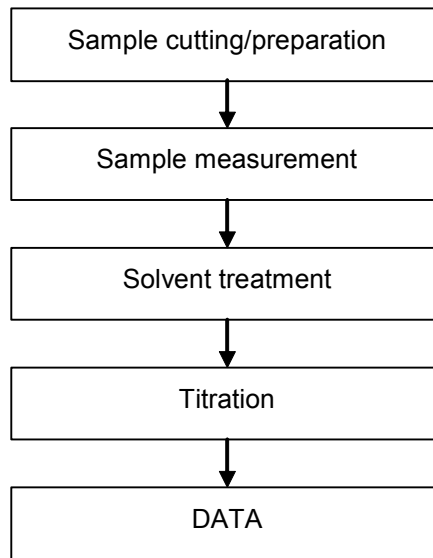 Sample cutting/preparation
Sample measurement
Solvent treatment
Titration
DATA